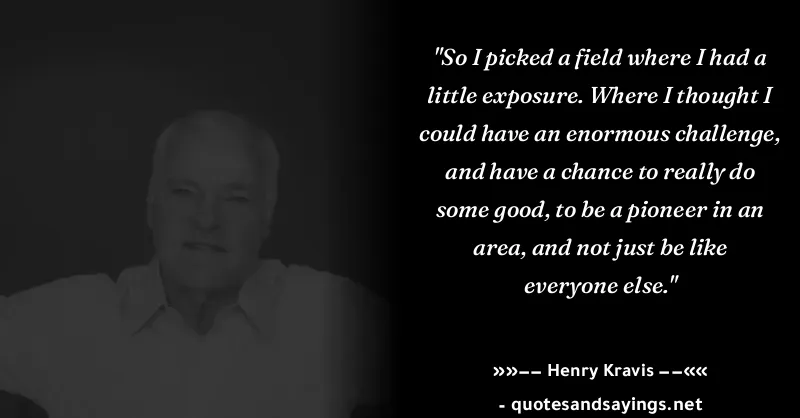 "So I picked a field where I had a
little exposure. Where I thought I
could have an enormous challenge,
and have a chance to really do
some good, to be a pioneer in an
area, and not just be like
everyone else."
»»−− Henry Kravis −−««
- quotesandsayings.net